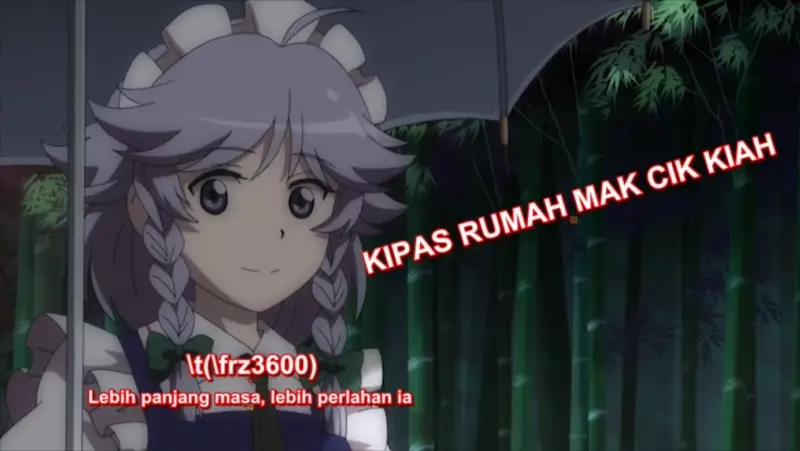 KIPAS RUMAH MAK CIK KIAH
\t(\frz3600)
Lebih panjang masa, lebih perlahan ia